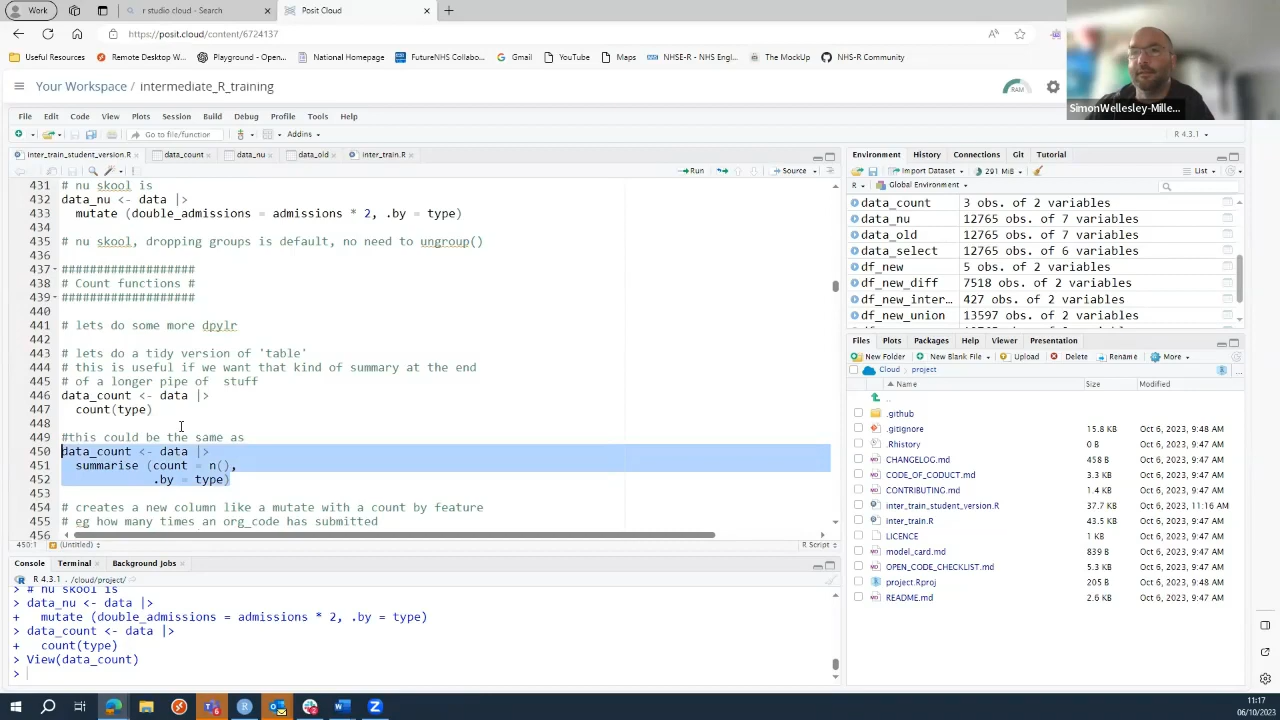 Work
r studio cloud - Search
Posit Cloud
https://posit.cloud/content/6724137
Useful Resources
Remote Desktop Web...
Playground - Open...
National Homepage
FutureNHS Collabo...
Gmail
YouTube
Maps
NHSE-R - NHS Engl...
The MockUp
NHS-R Community
Your Workspace / intermediate_R_training
RAM
SimonWellesley-Mille...
File Edit Code View Plots Session Build Debug Profile Tools Help
Go to file/function
Addins
R 4.3.1
inter_train_student_version.R
data_count
data_nu
data_old
inter_train.R
Run
Source
431 # nu skool is
432 data_nu <- data |>
433 mutate (double_admissions = admissions * 2, .by = type)
434
435 # nu skool, dropping groups is default, no need to ungroup()
436
437 ###################
438 # Count functions #
439 ###################
440
441 # lets do some more dpylr
442
443 # lets do a tidy version of 'table'
444 # this is useful if we want that kind of summary at the end
445 # of a longer pipe of stuff
446 data_count <- data |>
447 count(type)
448
449 #this could be the same as
450 data_count <- data |>
451 summarise (count = n(),
452 .by = type)
453
454 # creates a new column like a mutate with a count by feature
455 # eg how many times an org_code has submitted
456
450:1 (Untitled) R Script
Console Terminal Background Jobs
R 4.3.1 . /cloud/project/
> # nu skool is
> data_nu <- data |>
+ mutate (double_admissions = admissions * 2, .by = type)
> data_count <- data |>
+ count(type)
> View(data_count)
>
Environment History Connections Git Tutorial
Import Dataset 291 MiB List
R Global Environment
data_count 3 obs. of 2 variables
data_nu 12765 obs. of 7 variables
data_old 12765 obs. of 7 variables
data_select 12765 obs. of 6 variables
df_new 5 obs. of 2 variables
df_new_diff 7518 obs. of 2 variables
df_new_inter... 427 obs. of 2 variables
df_new_union 13597 obs. of 2 variables
Files Plots Packages Help Viewer Presentation
New Folder New Blank File Upload Delete Rename More
Cloud project ...
Name Size Modified
..
.github
.gitignore 15.8 KB Oct 6, 2023, 9:48 AM
.Rhistory 0 B Oct 6, 2023, 9:48 AM
CHANGELOG.md 458 B Oct 6, 2023, 9:47 AM
CODE_OF_CODUCT.md 3.3 KB Oct 6, 2023, 9:47 AM
CONTRIBUTING.md 1.4 KB Oct 6, 2023, 9:47 AM
inter_train_student_version.R 37.7 KB Oct 6, 2023, 11:16 AM
inter_train.R 43.5 KB Oct 6, 2023, 9:47 AM
LICENCE 1 KB Oct 6, 2023, 9:47 AM
model_card.md 839 B Oct 6, 2023, 9:47 AM
OPEN_CODE_CHECKLIST.md 5.3 KB Oct 6, 2023, 9:47 AM
project.Rproj 205 B Oct 6, 2023, 9:48 AM
README.md 2.6 KB Oct 6, 2023, 9:47 AM
11:17
06/10/2023